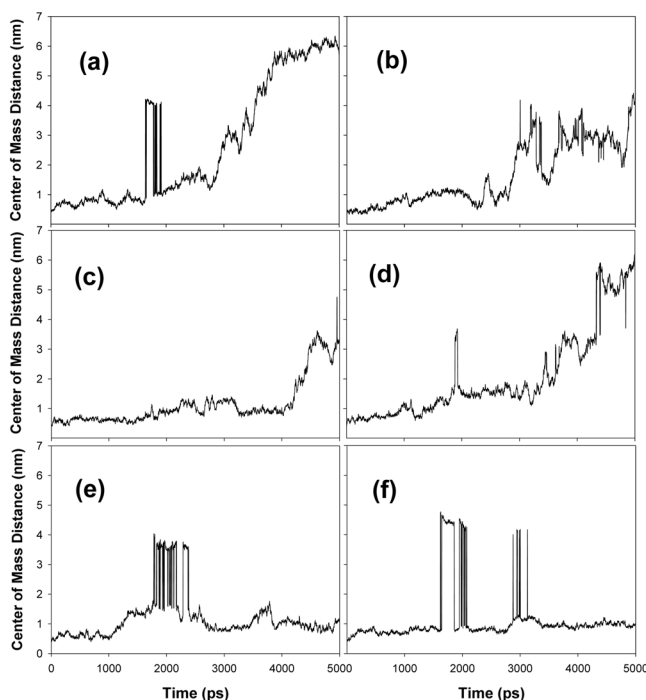 7
6
5
4
3
2
1
0
Center of Mass Distance (nm)
(a)
(b)
7
6
5
4
3
2
1
Center of Mass Distance (nm)
(c)
(d)
7
6
5
4
3
2
1
0
Center of Mass Distance (nm)
(e)
(f)
0 1000 2000 3000 4000 5000 1000 2000 3000 4000 5000
Time (ps) Time (ps)